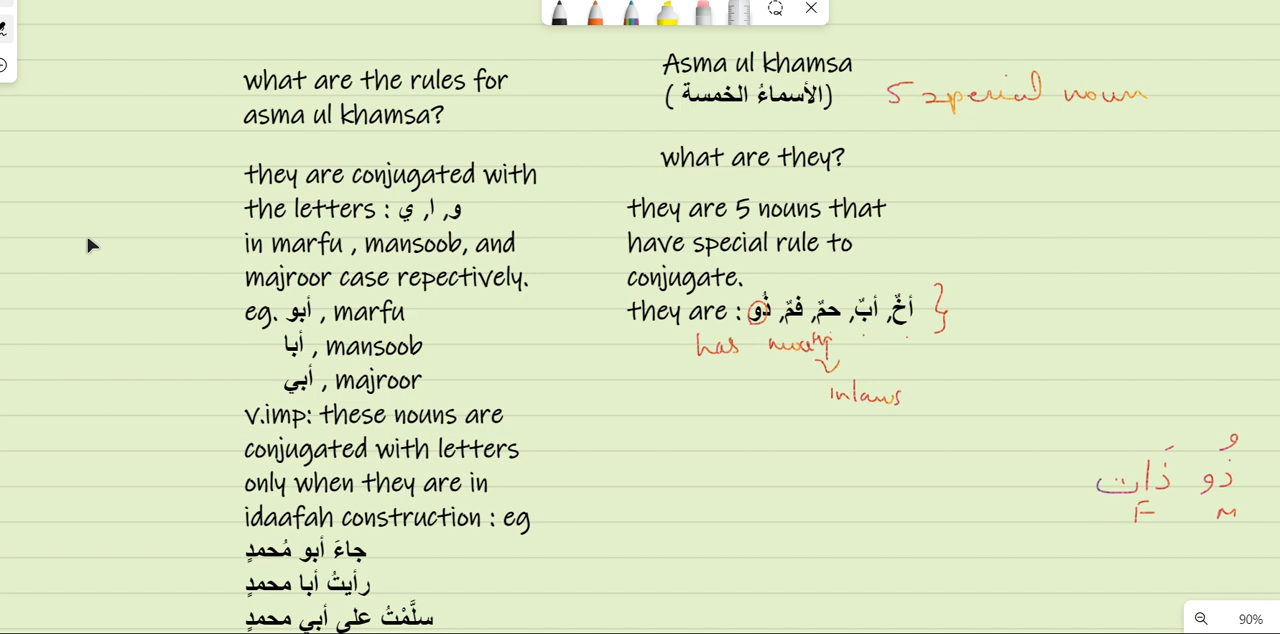 what are the rules for
asma ul khamsa?
they are conjugated with
the letters : و, ا, ي
in marfu , mansoob, and
majroor case repectively.
eg. أبو , marfu
أبا , mansoob
أبي , majroor
v.imp: these nouns are
conjugated with letters
only when they are in
idaafah construction : eg
جاءَ أبو مُحمدٍ
رأيتُ أبا محمدٍ
سلَّمْتُ على أبي محمدٍ
Asma ul khamsa
(الأسماءُ الخمسة )
5 special noun
what are they?
they are 5 nouns that
have special rule to
conjugate.
they are : أخٌ, أبٌ, حمٌ, فمٌ, ذُو
has mouth
inlaws
ذُو ذَات
F M
90%